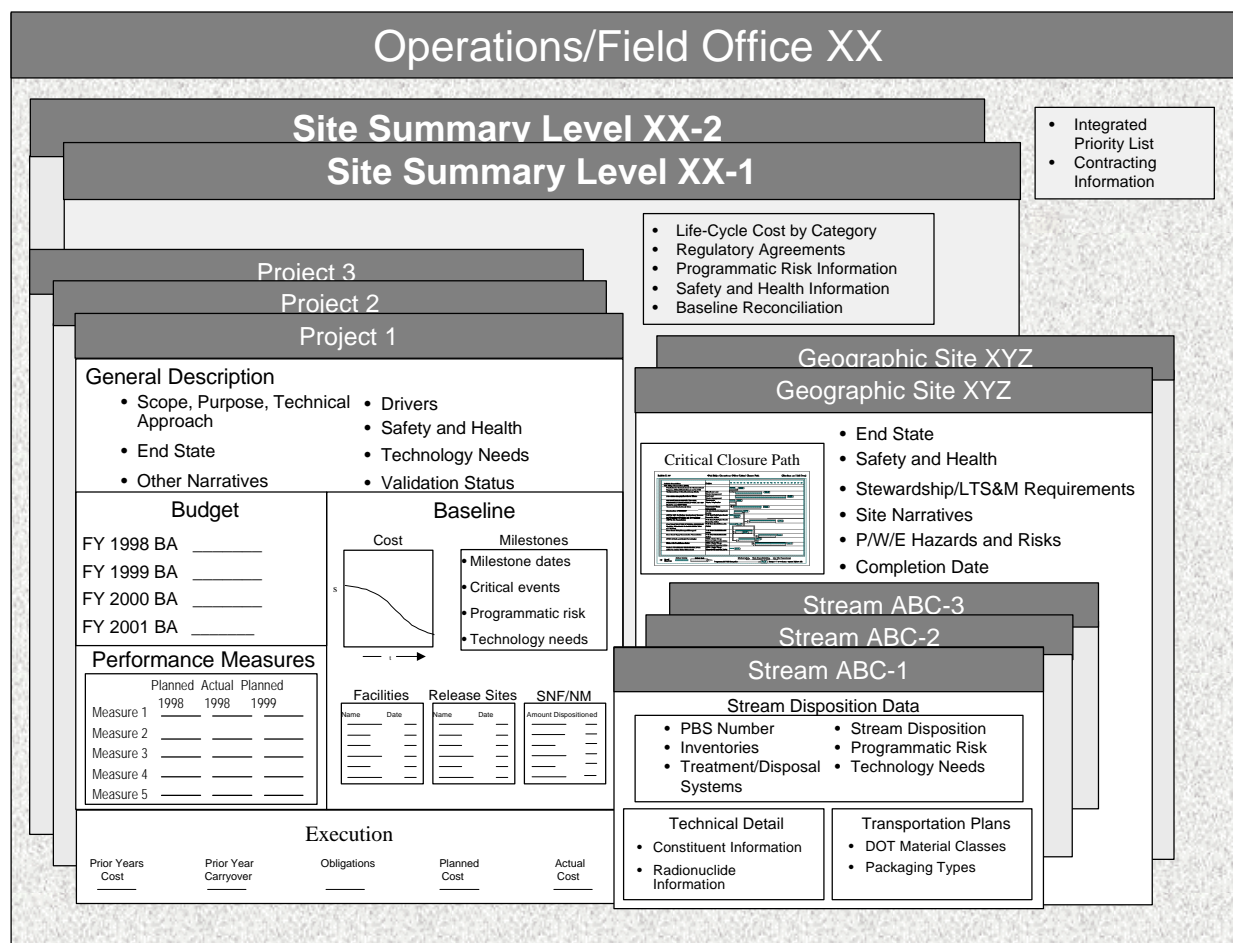 Operations/Field Office XX
Site Summary Level XX-2
Site Summary Level XX-1
• Integrated
Priority List
• Contracting
Information
• Life-Cycle Cost by Category
• Regulatory Agreements
• Programmatic Risk Information
• Safety and Health Information
• Baseline Reconciliation
Project 3
Project 2
Project 1
General Description
• Scope, Purpose, Technical
Approach
• End State
• Other Narratives
• Drivers
• Safety and Health
• Technology Needs
• Validation Status
Budget
FY 1998 BA
FY 1999 BA
FY 2000 BA
FY 2001 BA
Baseline
Cost
$
t
Milestones
• Milestone dates
• Critical events
• Programmatic risk
• Technology needs
Performance Measures
Planned Actual Planned
1998 1998 1999
Measure 1
Measure 2
Measure 3
Measure 4
Measure 5
Facilities
Name Date
Release Sites
Name Date
SNF/NM
Amount Dispositioned
Execution
Prior Years
Cost
Prior Year
Carryover
Obligations
Planned
Cost
Actual
Cost
Geographic Site XYZ
Geographic Site XYZ
Critical Closure Path
• End State
• Safety and Health
• Stewardship/LTS&M Requirements
• Site Narratives
• P/W/E Hazards and Risks
• Completion Date
Stream ABC-3
Stream ABC-2
Stream ABC-1
Stream Disposition Data
• PBS Number
• Inventories
• Treatment/Disposal
Systems
• Stream Disposition
• Programmatic Risk
• Technology Needs
Technical Detail
• Constituent Information
• Radionuclide
Information
Transportation Plans
• DOT Material Classes
• Packaging Types